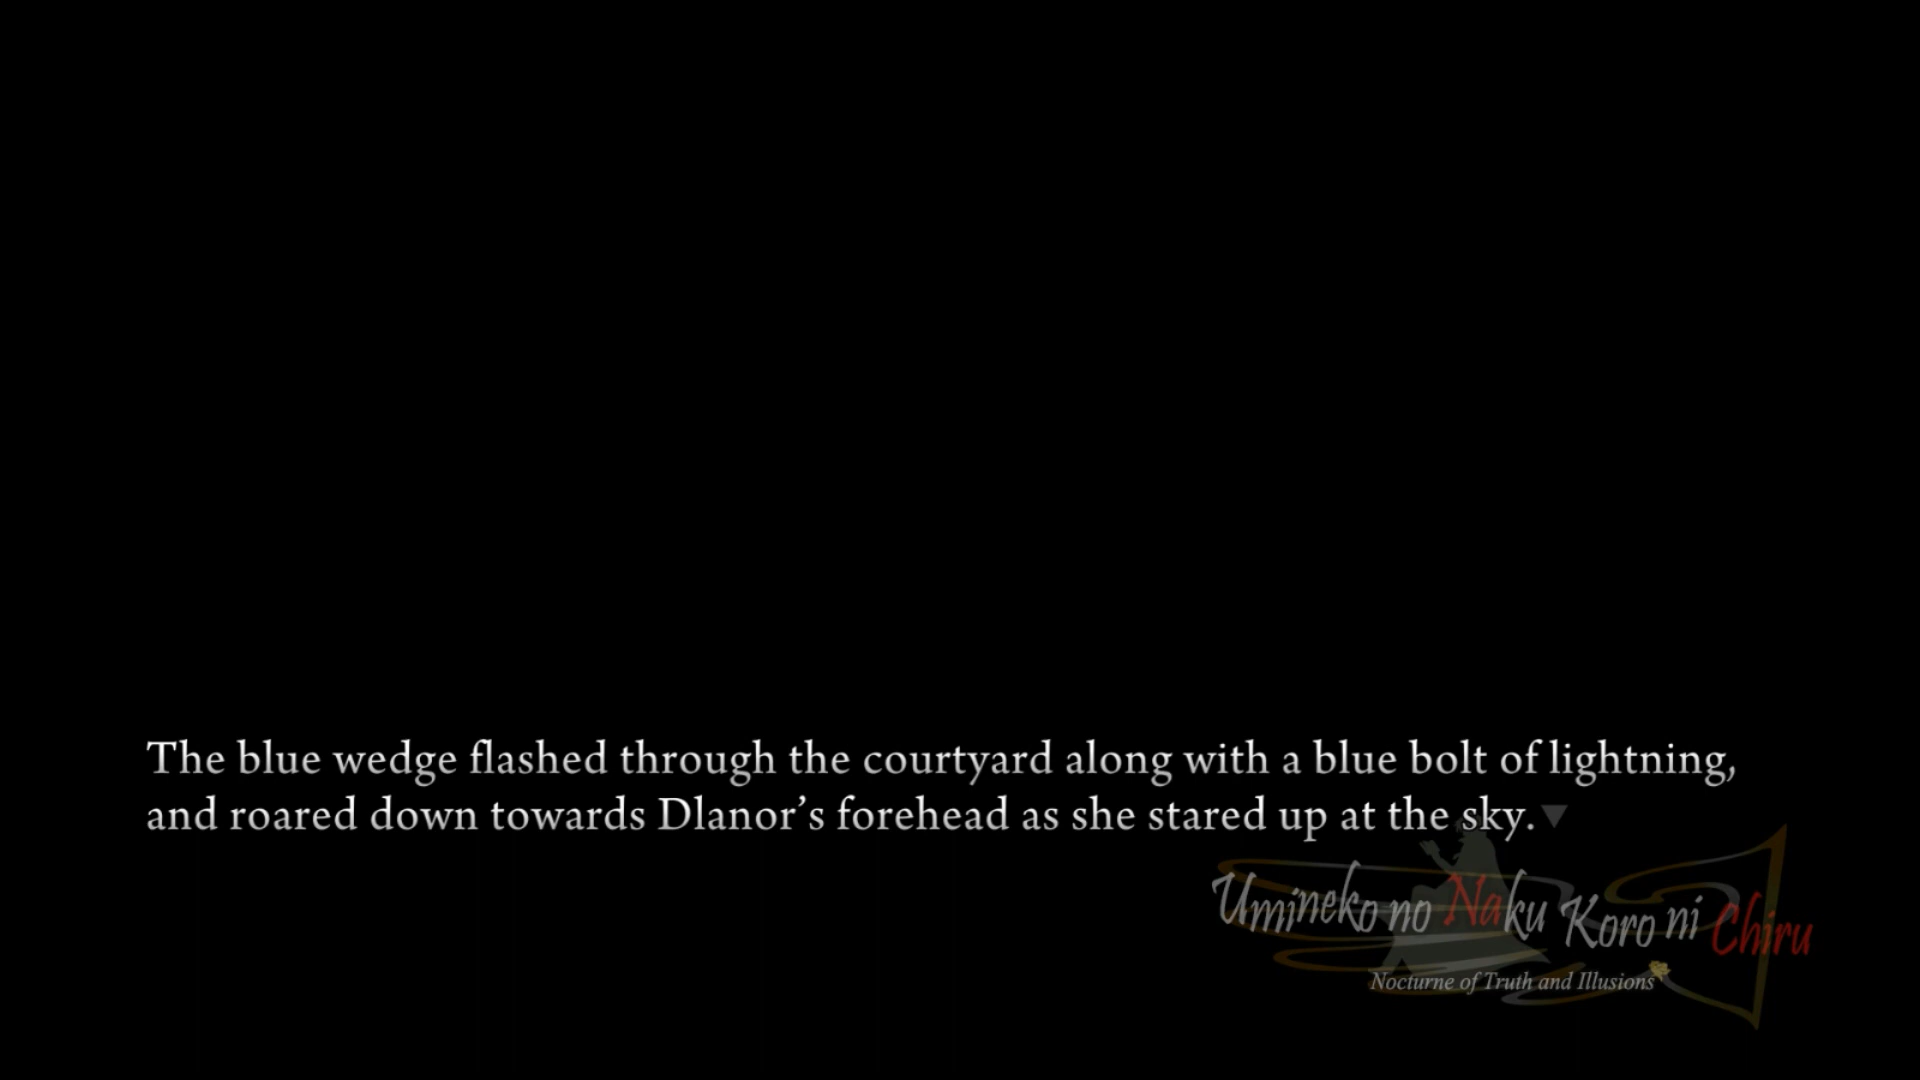 The blue wedge flashed through the courtyard along with a blue bolt of lightning,
and roared down towards Dlanor’s forehead as she stared up at the sky.
Umineko no Naku Koro ni Chiru
Nocturne of Truth and Illusions